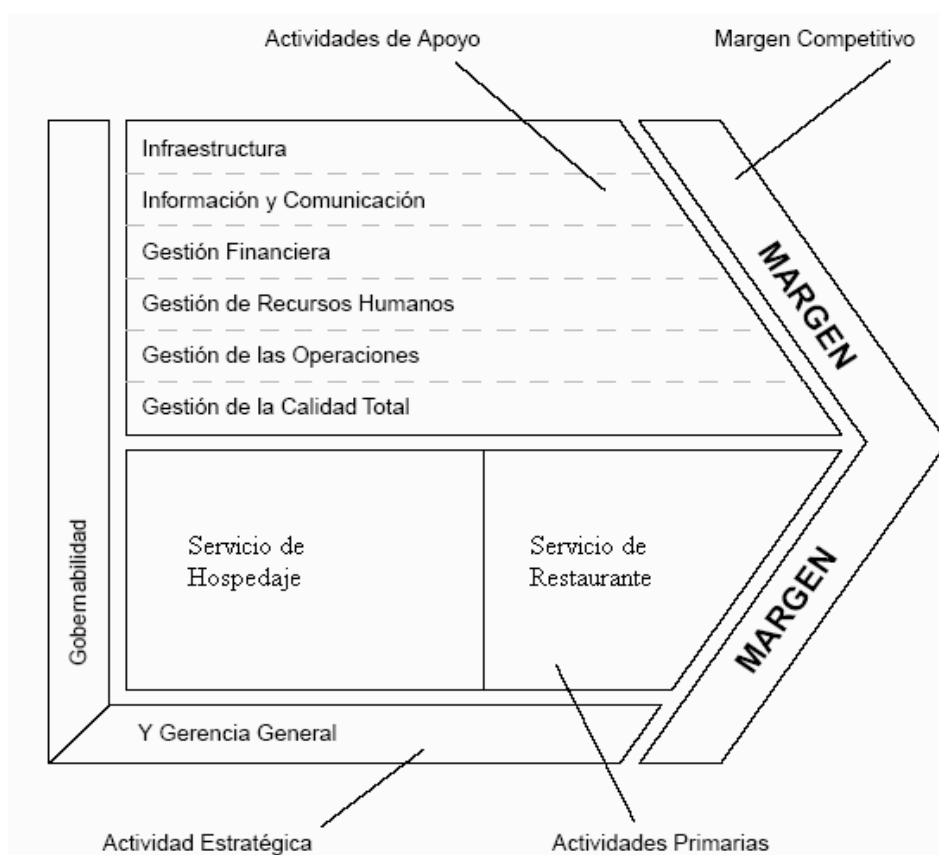 Actividades de Apoyo
Margen Competitivo
Infraestructura
Información y Comunicación
Gestión Financiera
Gestión de Recursos Humanos
Gestión de las Operaciones
Gestión de la Calidad Total
MARGEN
Gobernabilidad
Servicio de
Hospedaje
Servicio de
Restaurante
MARGEN
Y Gerencia General
Actividad Estratégica
Actividades Primarias